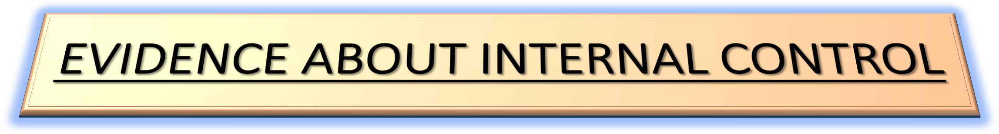 EVIDENCE ABOUT INTERNAL CONTROL